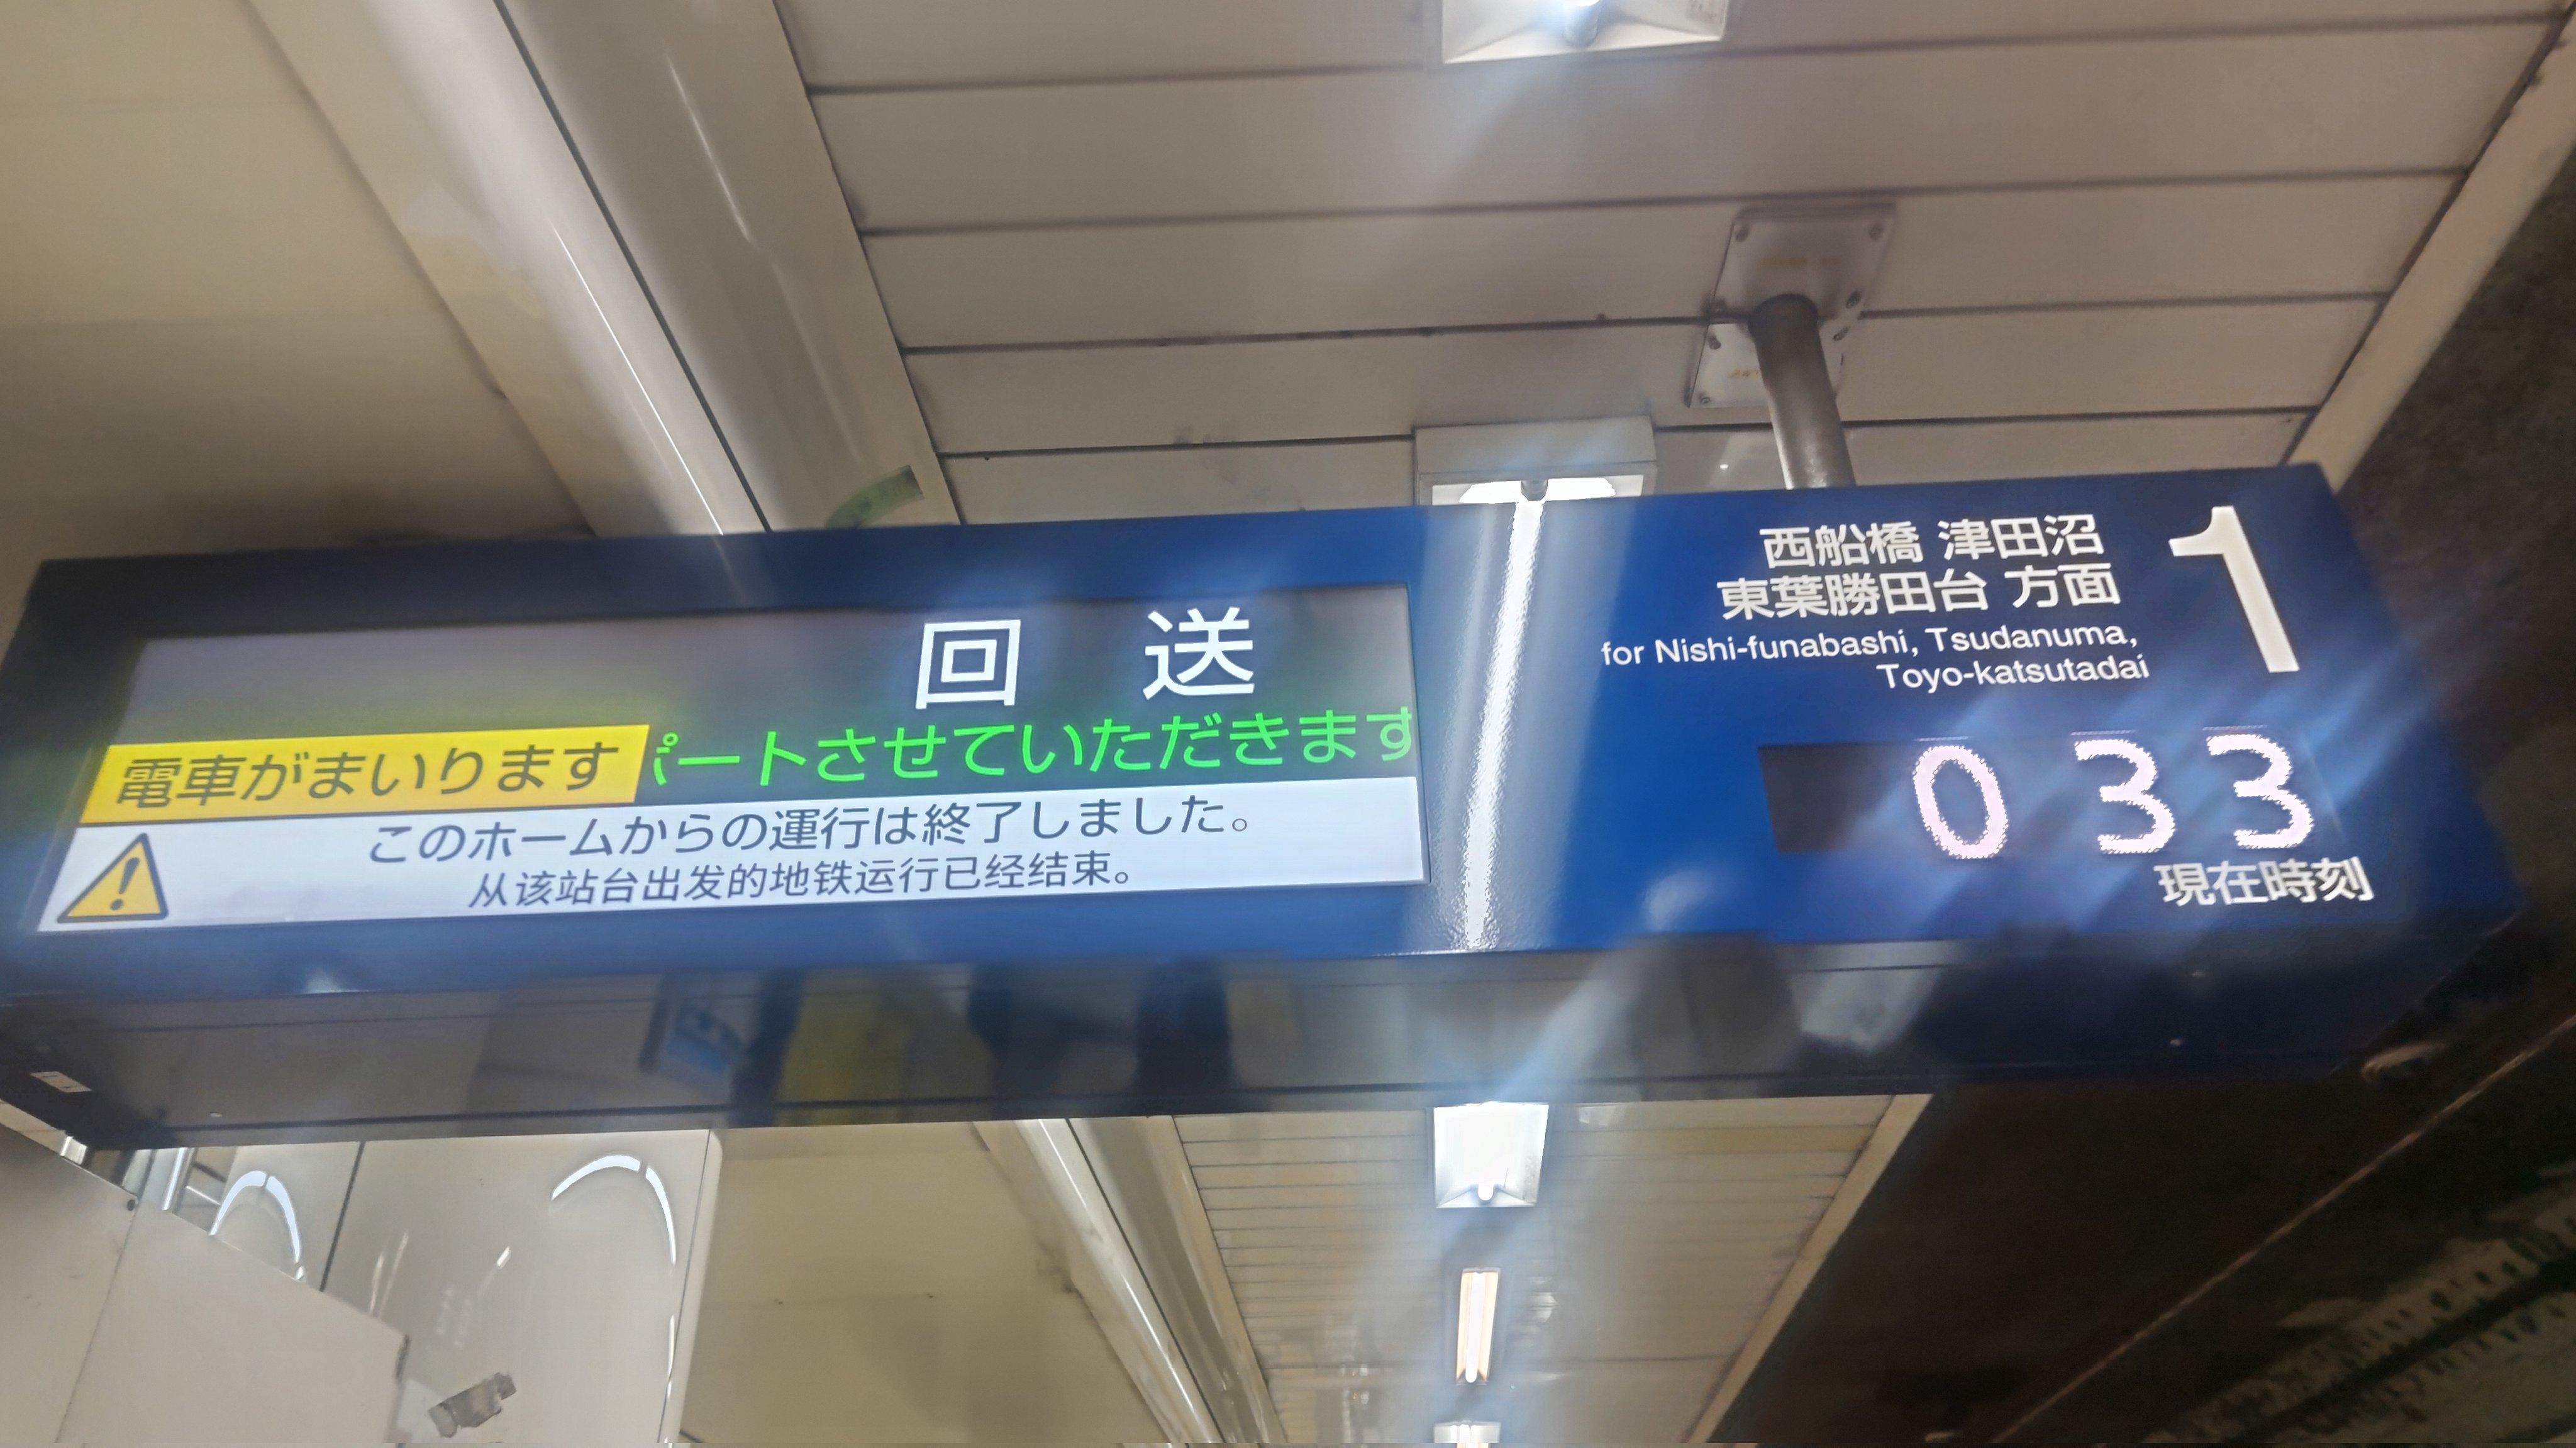 回 送
電車がまいります
ポートさせていただきます
このホームからの運行は終了しました。
从该站台出发的地铁运行已经结束。
西船橋 津田沼
東葉勝田台 方面
for Nishi-funabashi, Tsudanuma,
Toyo-katsutadai
1
0 33
現在時刻